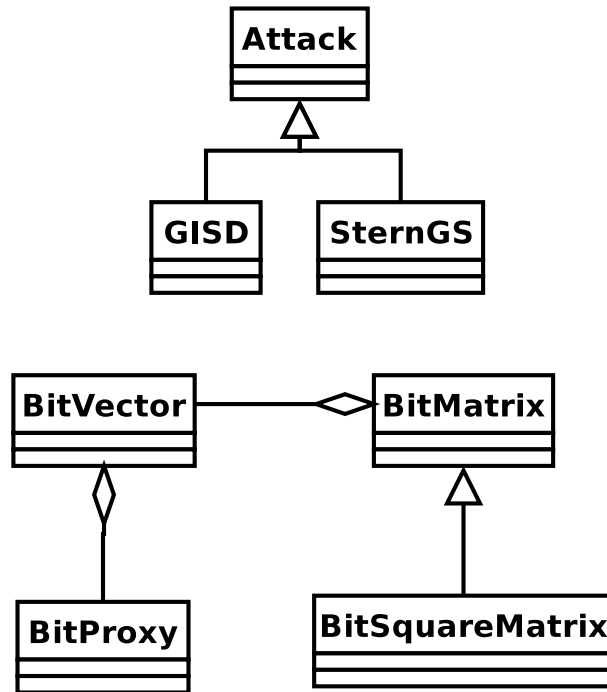 Attack
GISD
SternGS
BitVector
BitMatrix
BitProxy
BitSquareMatrix